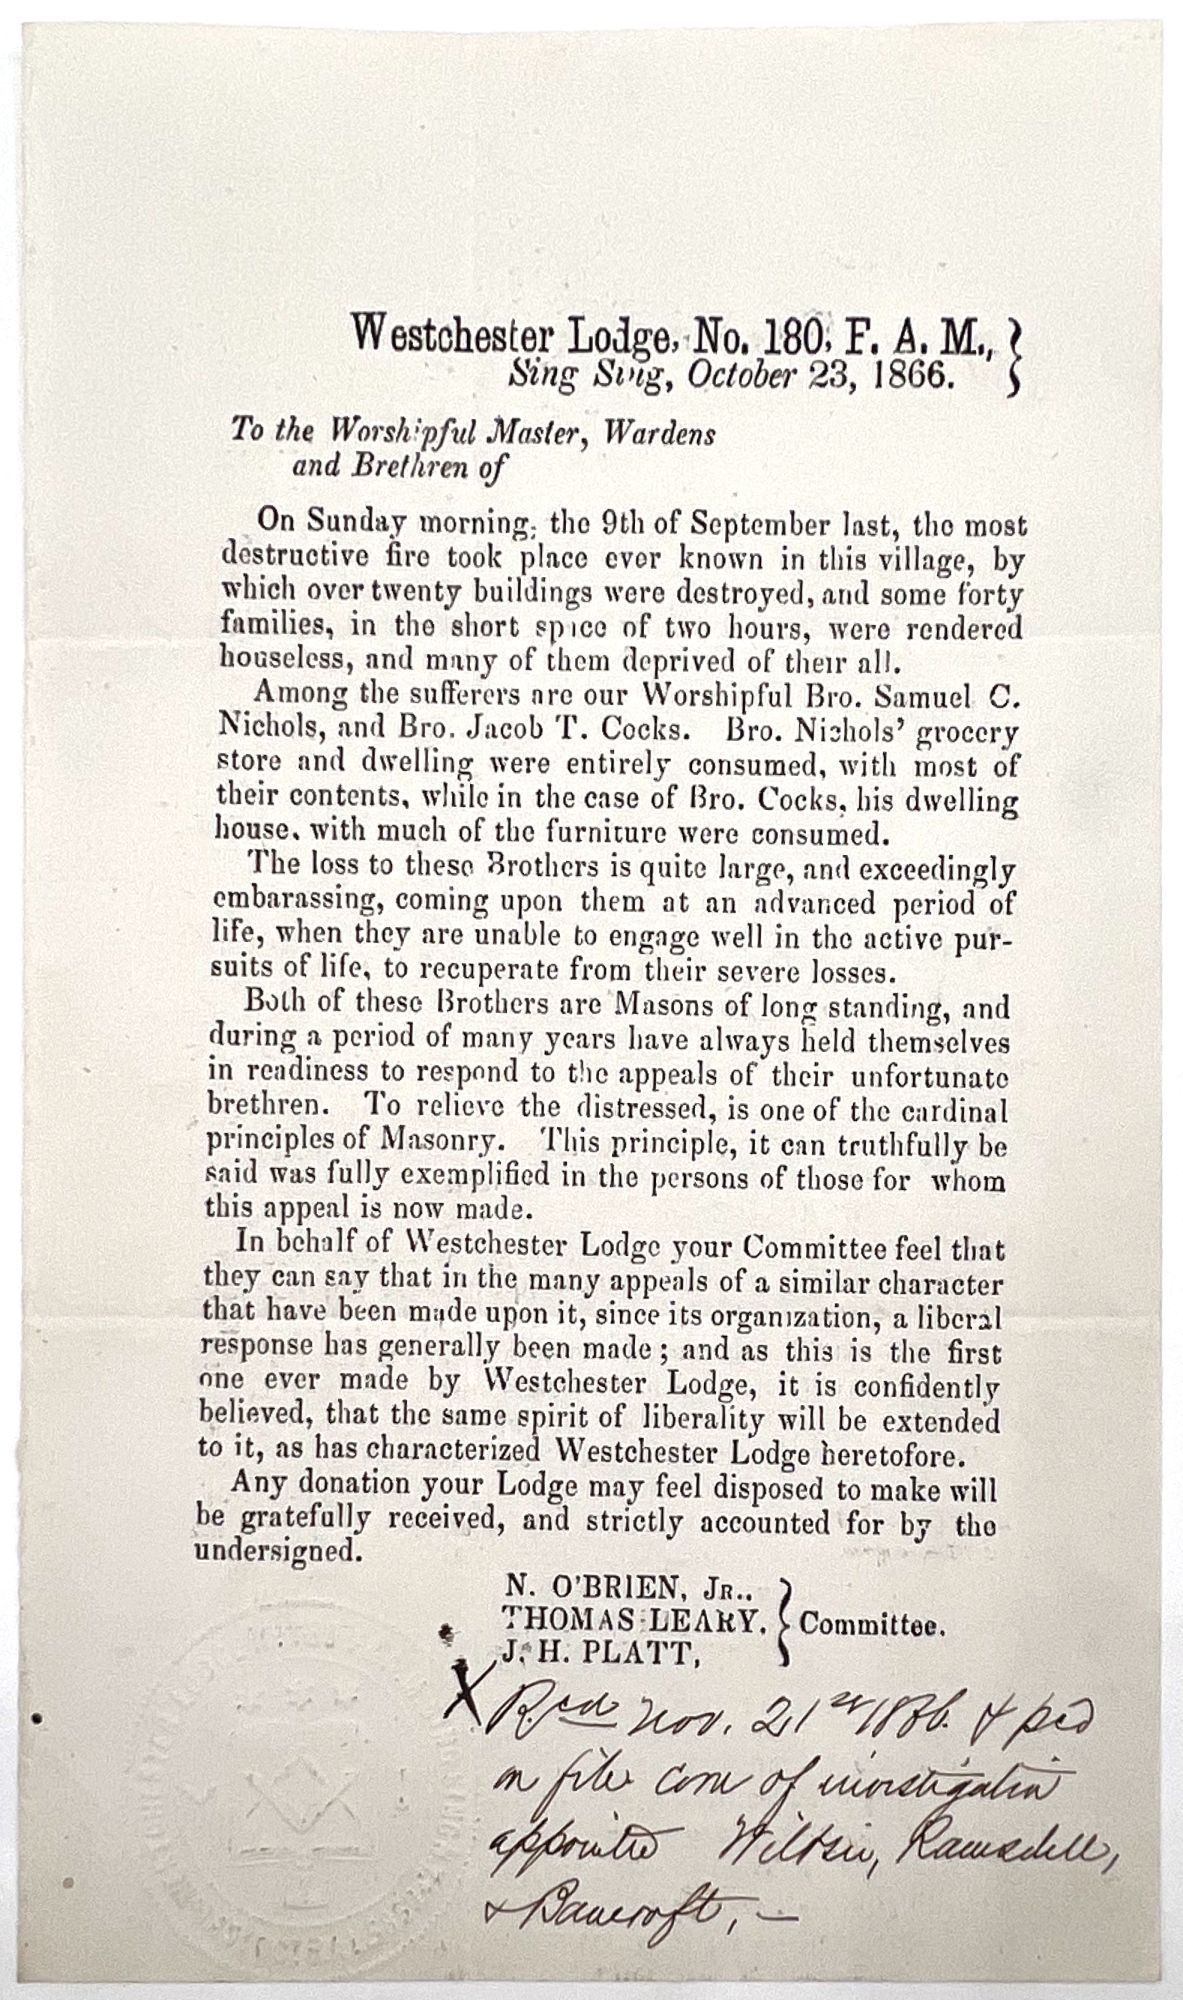 Westchester Lodge, No. 180, F. A. M.,
Sing Sing, October 23, 1866.
To the Worshipful Master, Wardens
and Brethren of
On Sunday morning, the 9th of September last, the most
destructive fire took place ever known in this village, by
which over twenty buildings were destroyed, and some forty
families, in the short space of two hours, were rendered
houseless, and many of them deprived of their all.
Among the sufferers are our Worshipful Bro. Samuel C.
Nichols, and Bro. Jacob T. Cocks. Bro. Nichols' grocery
store and dwelling were entirely consumed, with most of
their contents, while in the case of Bro. Cocks, his dwelling
house, with much of the furniture were consumed.
The loss to these Brothers is quite large, and exceedingly
embarassing, coming upon them at an advanced period of
life, when they are unable to engage well in the active pur-
suits of life, to recuperate from their severe losses.
Both of these Brothers are Masons of long standing, and
during a period of many years have always held themselves
in readiness to respond to the appeals of their unfortunate
brethren. To relieve the distressed, is one of the cardinal
principles of Masonry. This principle, it can truthfully be
said was fully exemplified in the persons of those for whom
this appeal is now made.
In behalf of Westchester Lodge your Committee feel that
they can say that in the many appeals of a similar character
that have been made upon it, since its organization, a liberal
response has generally been made; and as this is the first
one ever made by Westchester Lodge, it is confidently
believed, that the same spirit of liberality will be extended
to it, as has characterized Westchester Lodge heretofore.
Any donation your Lodge may feel disposed to make will
be gratefully received, and strictly accounted for by the
undersigned.
N. O'BRIEN, JR.,
THOMAS LEARY, Committee.
J. H. PLATT,
X Rcd Nov. 21st 1866. & pcd
on file Com of investigation
appointed Wiltsie, Ramsdell,
& Bancroft, —